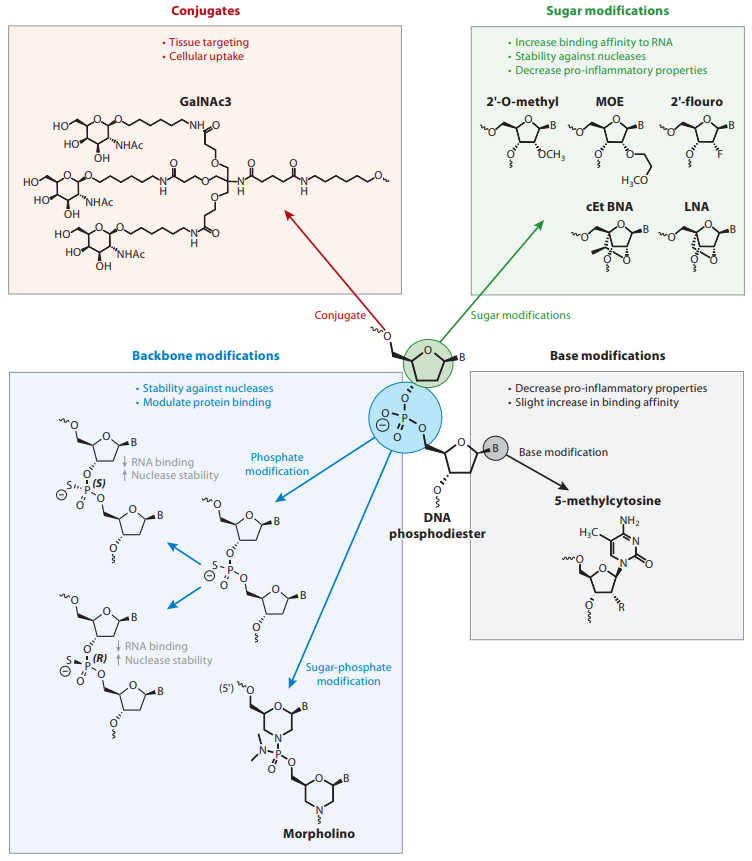 Conjugates
• Tissue targeting
• Cellular uptake
GalNAc3
HO
O
O
NH
O
HO
NHAc
OH
O
HO
O
O
N
H
O
O
N
H
O
O
N
H
O
HO
NHAc
OH
O
HO
O
O
N
H
O
HO
NHAc
OH
Conjugate
Sugar modifications
• Increase binding affinity to RNA
• Stability against nucleases
• Decrease pro-inflammatory properties
2'-O-methyl
MOE
2'-flouro
O
O
B
O
OCH3
O
O
B
O
O
H3CO
O
O
B
O
F
cEt BNA
LNA
O
O
B
O
O
O
O
B
O
O
Sugar modifications
Backbone modifications
• Stability against nucleases
• Modulate protein binding
O
O
B
O
S
P
(S)
O
O
O
B
O
↓ RNA binding
↑ Nuclease stability
Phosphate
modification
O
O
B
O
S
P
O
O
O
B
O
O
O
B
O
S
P
(R)
O
O
O
B
O
↓ RNA binding
↑ Nuclease stability
Sugar-phosphate
modification
(5')
O
O
B
N
N
P
O
O
O
B
N
Morpholino
O
O
B
O
O
P
O
O
O
B
O
DNA
phosphodiester
Base modifications
• Decrease pro-inflammatory properties
• Slight increase in binding affinity
Base modification
5-methylcytosine
NH2
H3C
N
N
O
O
O
O
R